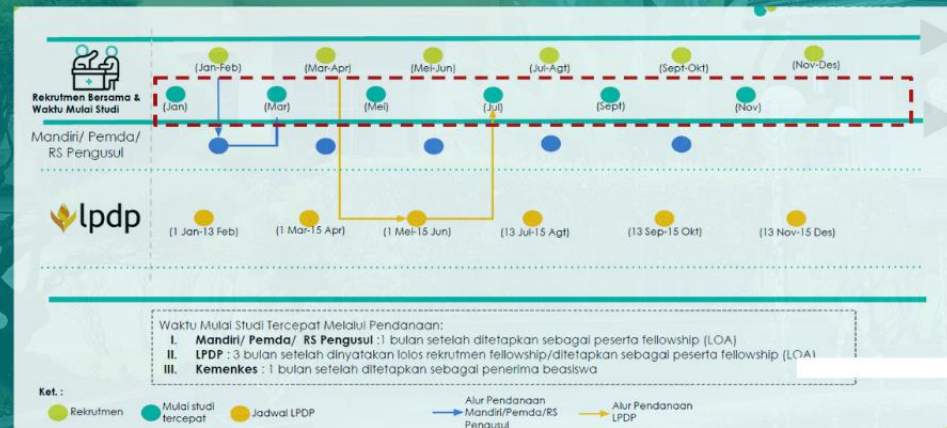 (Jan-Feb) (Mar-Apr) (Mei-Jun) (Jul-Agt) (Sept-Okt) (Nov-Des)
Rekrutmen Bersama &
Waktu Mulai Studi
(Jan) (Mar) (Mei) (Jul) (Sept) (Nov)
Mandiri/ Pemda/
RS Pengusul
lpdp
(1 Jan-13 Feb) (1 Mar-15 Apr) (1 Mei-15 Jun) (13 Jul-15 Agt) (13 Sep-15 Okt) (13 Nov-15 Des)
Waktu Mulai Studi Tercepat Melalui Pendanaan:
I. Mandiri/ Pemda/ RS Pengusul :1 bulan setelah ditetapkan sebagai peserta fellowship (LOA)
II. LPDP : 3 bulan setelah dinyatakan lolos rekrutmen fellowship/ditetapkan sebagai peserta fellowship (LOA)
III. Kemenkes : 1 bulan setelah ditetapkan sebagai penerima beasiswa
Ket. :
Rekrutmen
Mulai studi
tercepat
Jadwal LPDP
Alur Pendanaan
Mandiri/Pemda/RS
Pengusul
Alur Pendanaan
LPDP